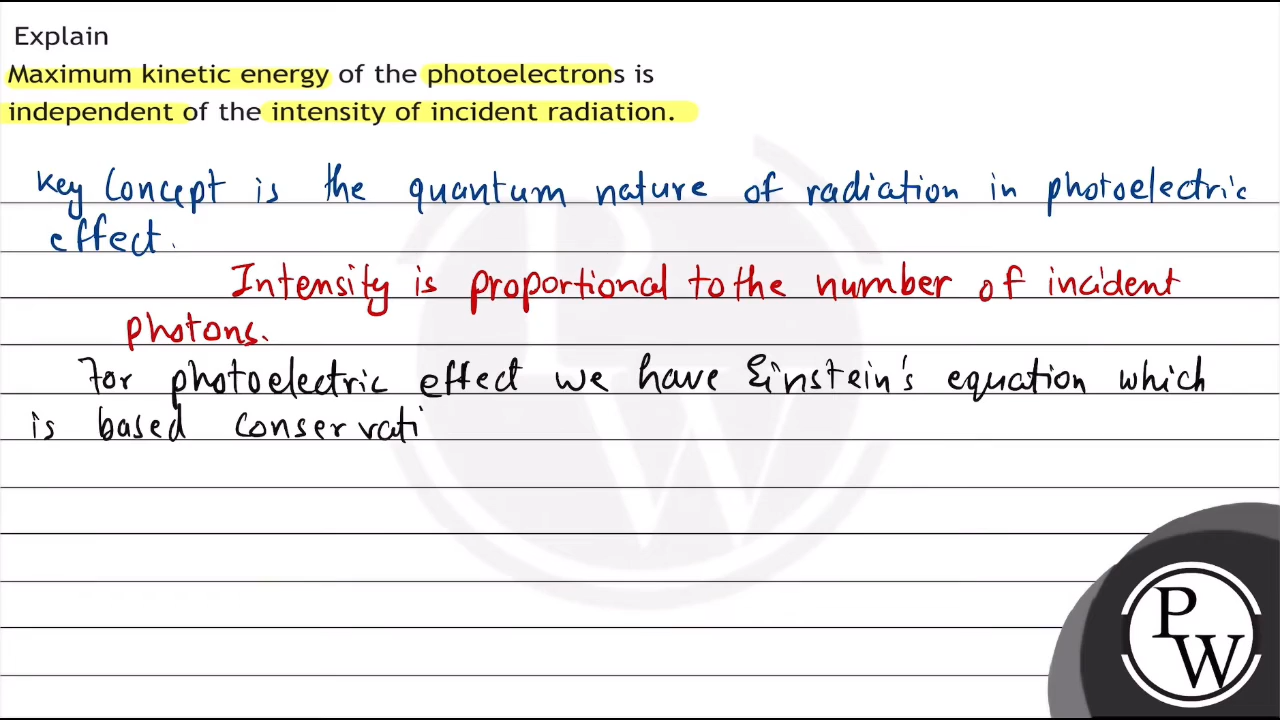 Explain
Maximum kinetic energy of the photoelectrons is
independent of the intensity of incident radiation.
Key Concept is the quantum nature of radiation in photoelectric
effect.
Intensity is proportional to the number of incident
photons.
For photoelectric effect we have Einstein's equation which
is based conservati
P
W